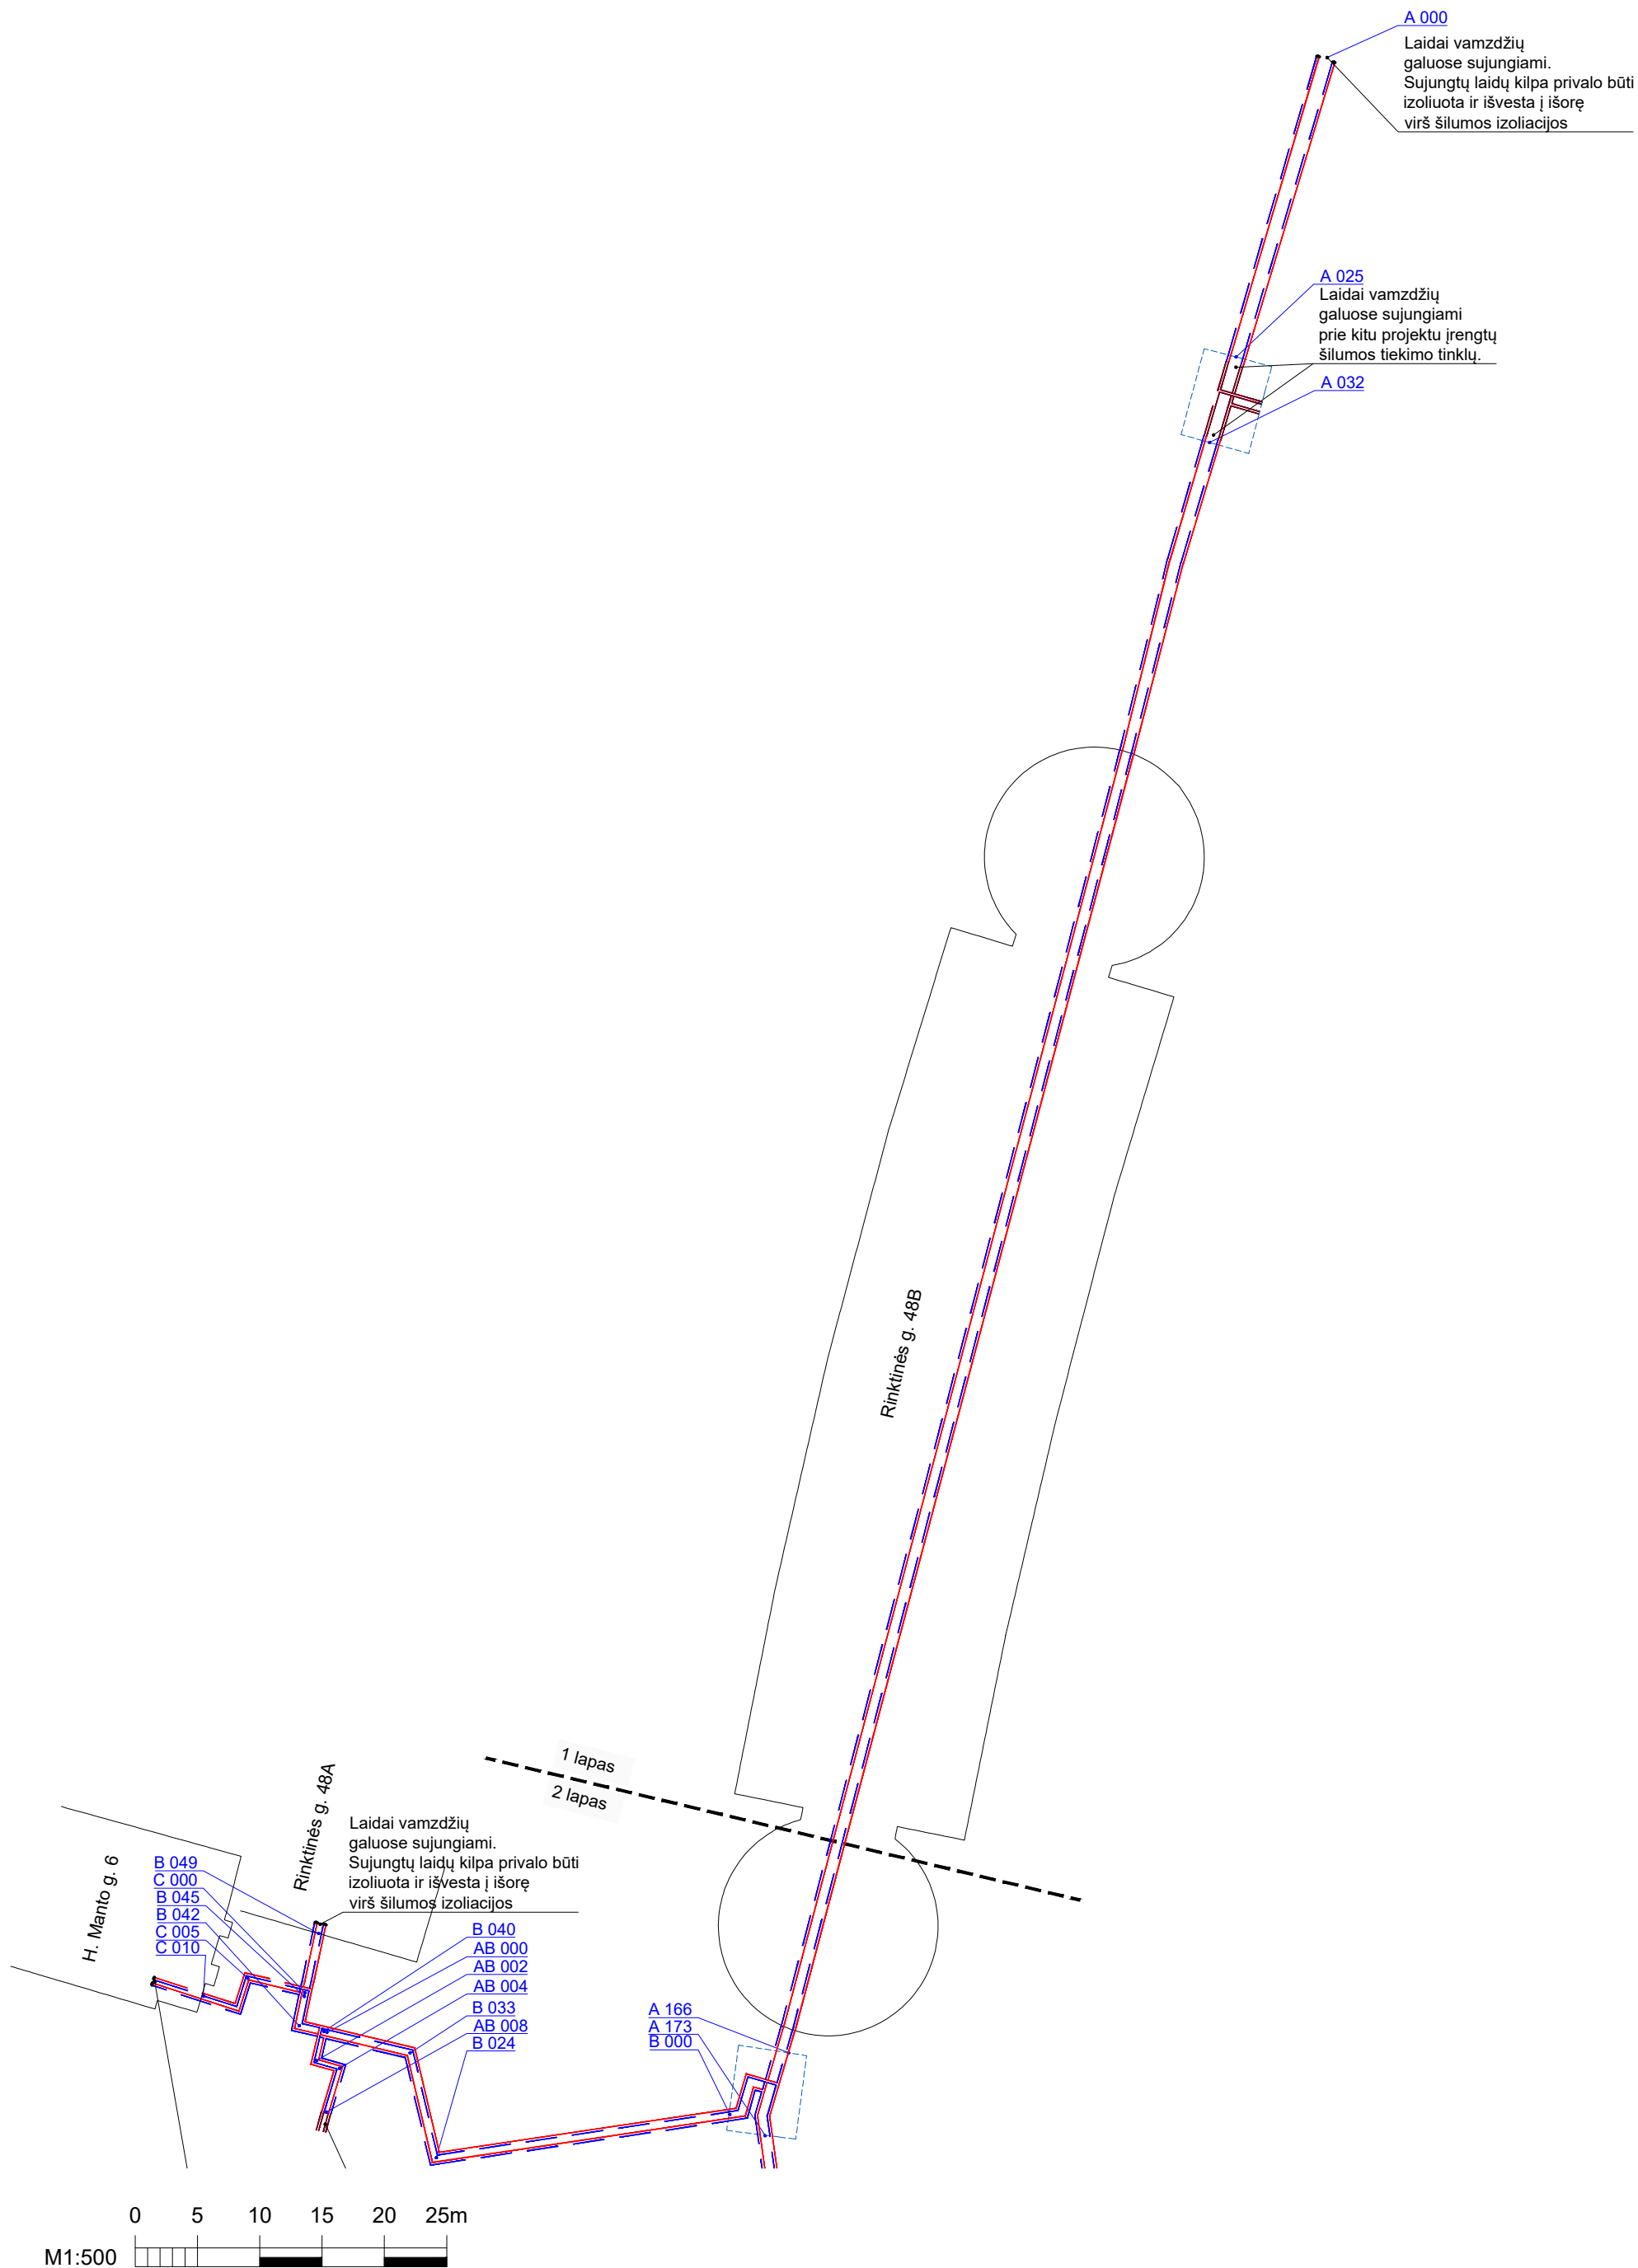 A 000
Laidai vamzdžių
galuose sujungiami.
Sujungtų laidų kilpa privalo būti
izoliuota ir išvesta į išorę
virš šilumos izoliacijos
A 025
Laidai vamzdžių
galuose sujungiami
prie kitu projektu įrengtų
šilumos tiekimo tinklų.
A 032
Rinktinės g. 48B
1 lapas
2 lapas
Rinktinės g. 48A
Laidai vamzdžių
galuose sujungiami.
Sujungtų laidų kilpa privalo būti
izoliuota ir išvesta į išorę
virš šilumos izoliacijos
H. Manto g. 6
B 049
C 000
B 045
B 042
C 005
C 010
B 040
AB 000
AB 002
AB 004
B 033
AB 008
B 024
A 166
A 173
B 000
0 5 10 15 20 25m
M1:500